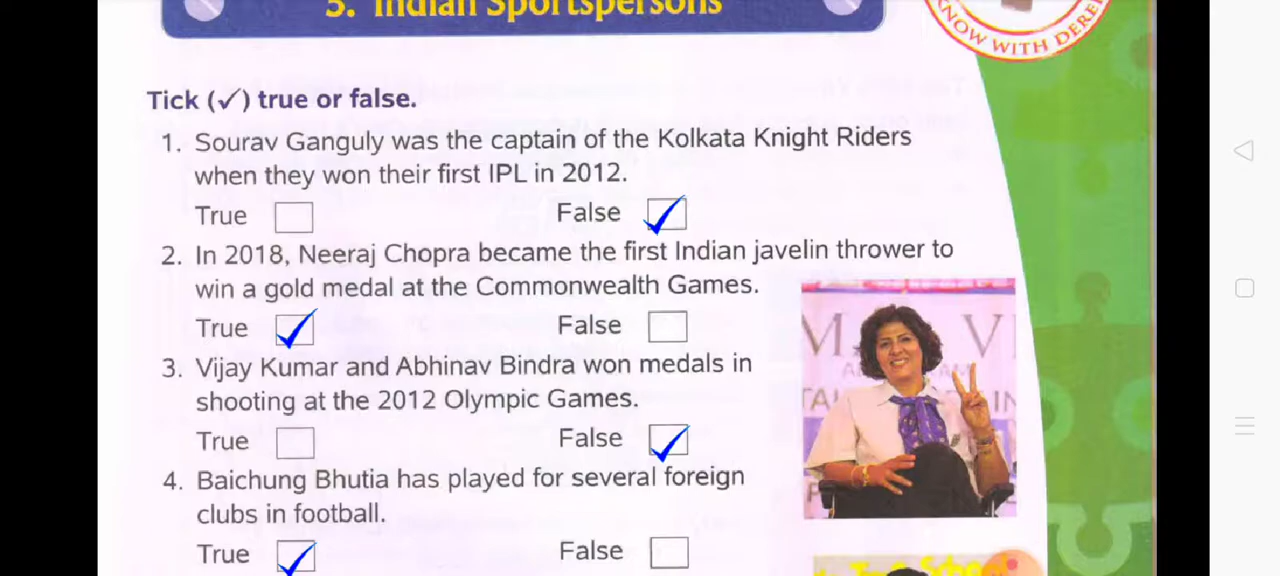 3. Indian Sportspersons
KNOW WITH DERE
Tick (✓) true or false.
1. Sourav Ganguly was the captain of the Kolkata Knight Riders
when they won their first IPL in 2012.
True False ✓
2. In 2018, Neeraj Chopra became the first Indian javelin thrower to
win a gold medal at the Commonwealth Games.
True ✓ False
3. Vijay Kumar and Abhinav Bindra won medals in
shooting at the 2012 Olympic Games.
True False ✓
4. Baichung Bhutia has played for several foreign
clubs in football.
True ✓ False